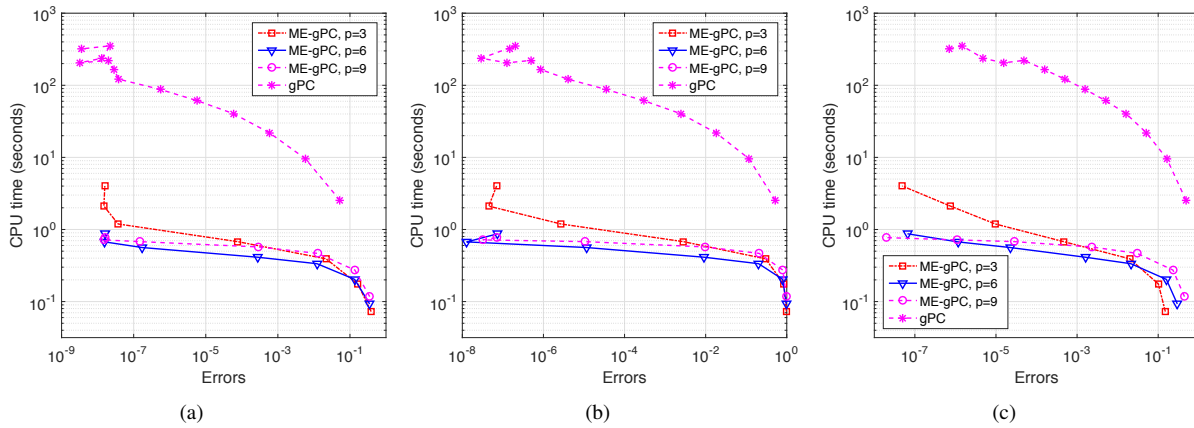 10^3
10^2
10^1
10^0
10^-1
CPU time (seconds)
ME-gPC, p=3
ME-gPC, p=6
ME-gPC, p=9
gPC
10^-9 10^-7 10^-5 10^-3 10^-1
Errors
(a)
10^3
10^2
10^1
10^0
10^-1
CPU time (seconds)
ME-gPC, p=3
ME-gPC, p=6
ME-gPC, p=9
gPC
10^-8 10^-6 10^-4 10^-2 10^0
Errors
(b)
10^3
10^2
10^1
10^0
10^-1
CPU time (seconds)
ME-gPC, p=3
ME-gPC, p=6
ME-gPC, p=9
gPC
10^-7 10^-5 10^-3 10^-1
Errors
(c)